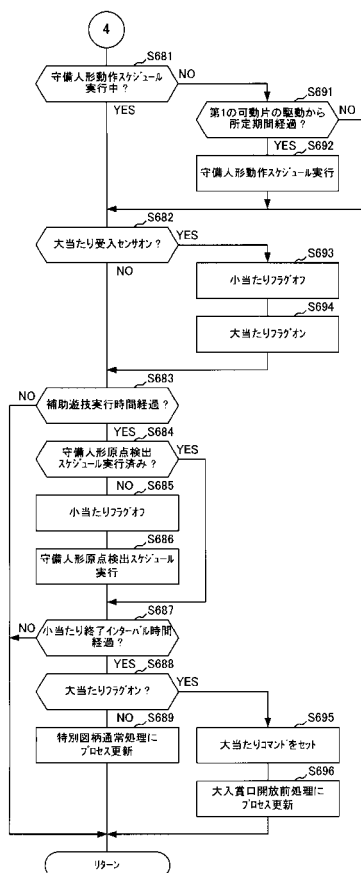 4
S681
守備人形動作スケジュール
実行中？
NO
YES
S691
第1の可動片の駆動から
所定期間経過？
NO
YES
S692
守備人形動作スケジュール実行
S682
大当たり受入センサオン？
YES
NO
S693
小当たりフラグオフ
S694
大当たりフラグオン
S683
NO
補助遊技実行時間経過？
YES
S684
守備人形原点検出
スケジュール実行済み？
YES
NO
S685
小当たりフラグオフ
S686
守備人形原点検出スケジュール
実行
S687
NO
小当たり終了インターバル時間
経過？
YES
S688
大当たりフラグオン？
YES
NO
S689
特別図柄通常処理に
プロセス更新
S695
大当たりコマンドをセット
S696
大入賞口開放前処理に
プロセス更新
リターン